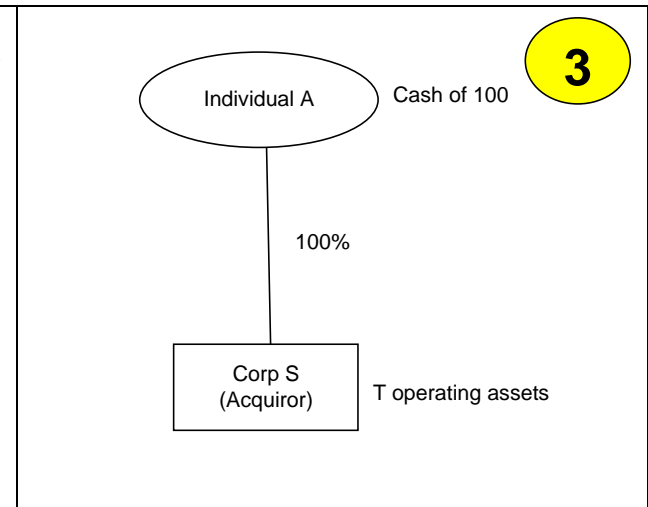 3
Individual A
Cash of 100
100%
Corp S
(Acquiror)
T operating assets